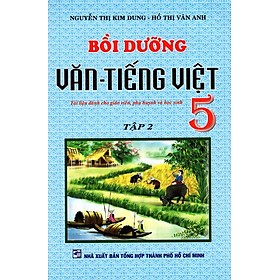 NGUYỄN THỊ KIM DUNG - HỒ THỊ VÂN ANH
BỒI DƯỠNG
VĂN-TIẾNG VIỆT
Tài liệu dành cho giáo viên, phụ huynh và học sinh
5
TẬP 2
NHÀ XUẤT BẢN TỔNG HỢP THÀNH PHỐ HỒ CHÍ MINH